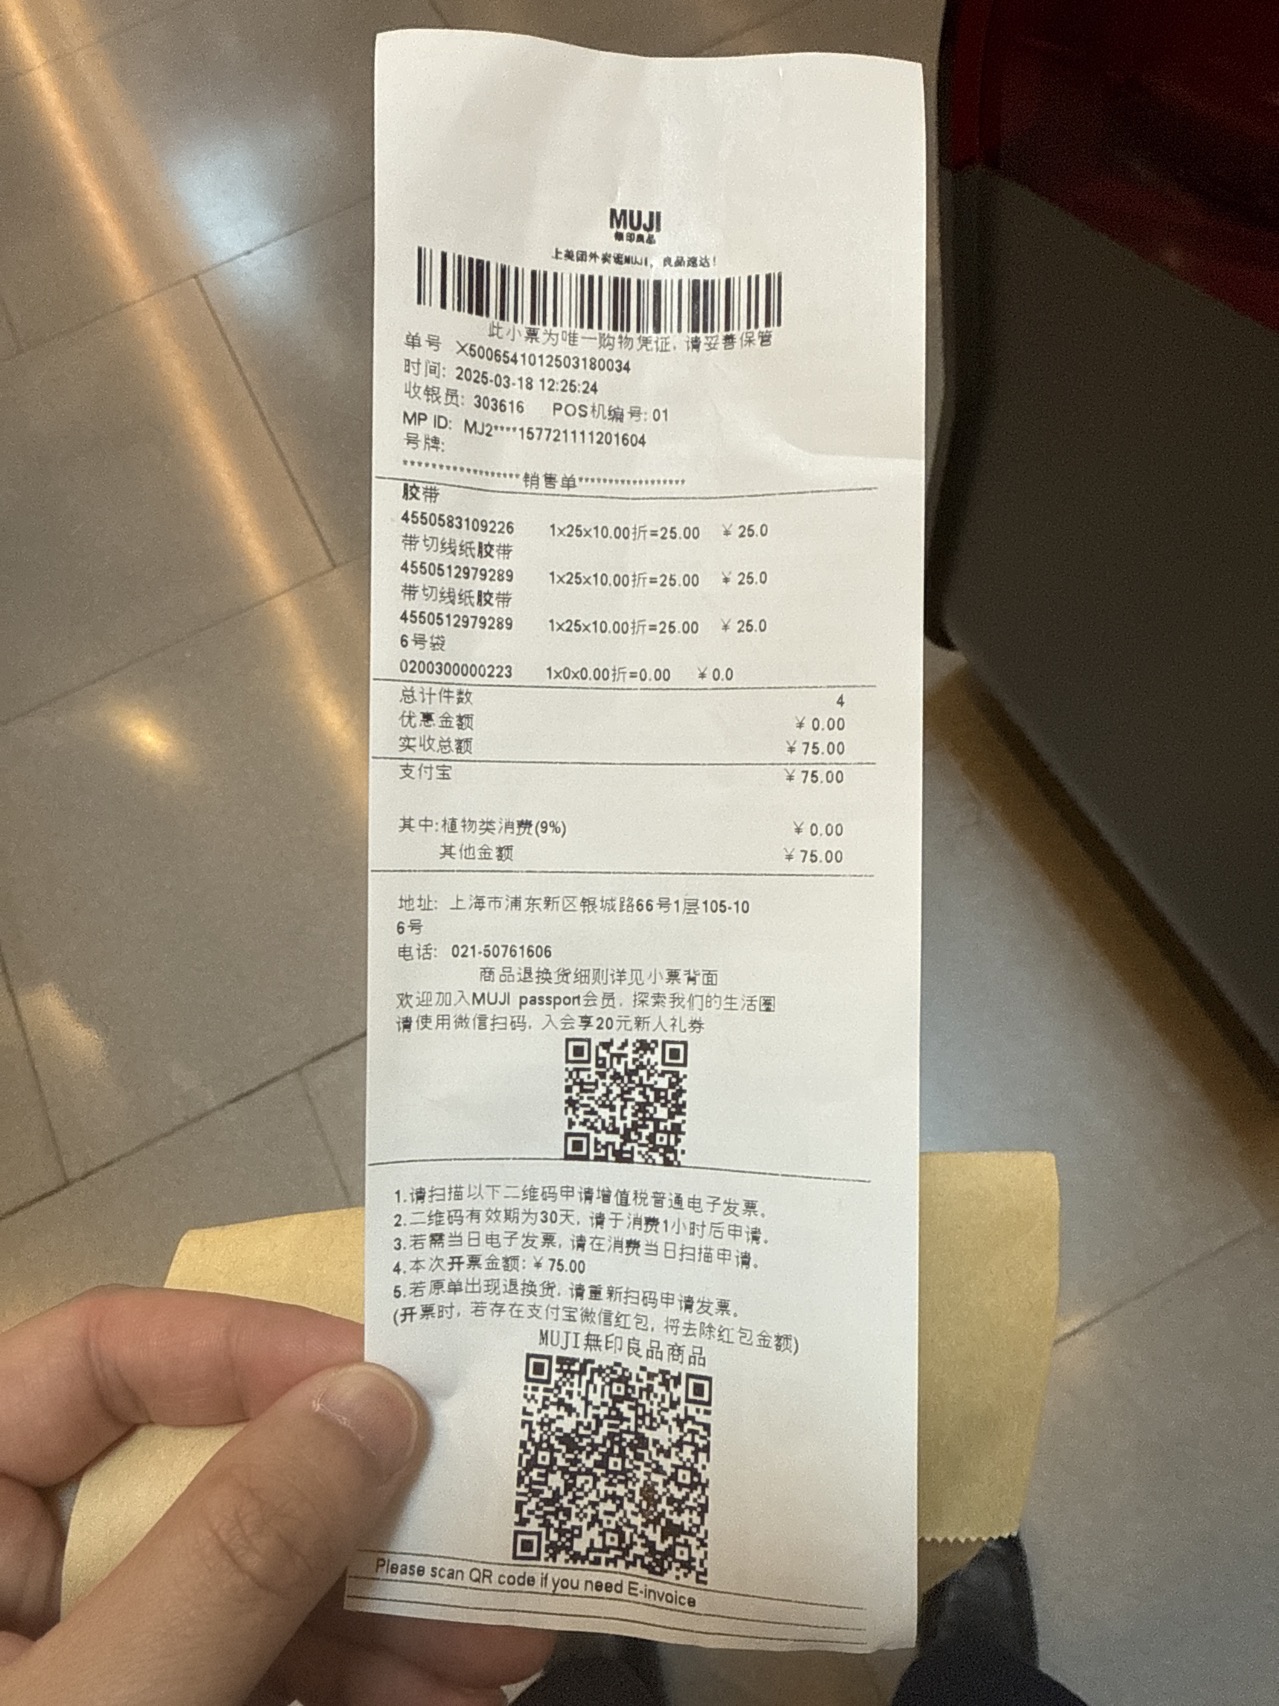 MUJI
無印良品
上美团外卖逛MUJI，良品速达！
此小票为唯一购物凭证，请妥善保管
单号 X5006541012503180034
时间: 2025-03-18 12:25:24
收银员: 303616 POS机编号: 01
MP ID: MJ2****157721111201604
号牌:
******************销售单******************
胶带
4550583109226 1x25x10.00折=25.00 ￥25.0
带切线纸胶带
4550512979289 1x25x10.00折=25.00 ￥25.0
带切线纸胶带
4550512979289 1x25x10.00折=25.00 ￥25.0
6号袋
0200300000223 1x0x0.00折=0.00 ￥0.0
总计件数 4
优惠金额 ￥0.00
实收总额 ￥75.00
支付宝 ￥75.00
其中:植物类消费(9%) ￥0.00
其他金额 ￥75.00
地址: 上海市浦东新区银城路66号1层105-10
6号
电话: 021-50761606
商品退换货细则详见小票背面
欢迎加入MUJI passport会员，探索我们的生活圈
请使用微信扫码，入会享20元新人礼券
1.请扫描以下二维码申请增值税普通电子发票。
2.二维码有效期为30天，请于消费1小时后申请。
3.若需当日电子发票，请在消费当日扫描申请。
4.本次开票金额: ￥75.00
5.若原单出现退换货，请重新扫码申请发票。
(开票时，若存在支付宝微信红包，将去除红包金额)
MUJI無印良品商品
Please scan QR code if you need E-invoice